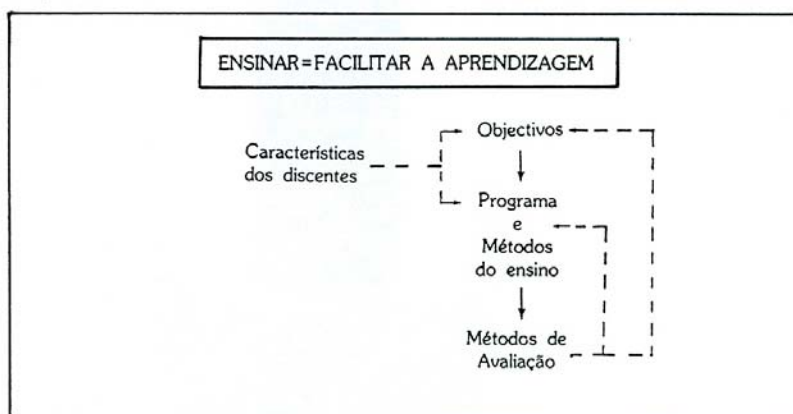 ENSINAR=FACILITAR A APRENDIZAGEM
Características
dos discentes
Objectivos
Programa
e
Métodos
do ensino
Métodos de
Avaliação